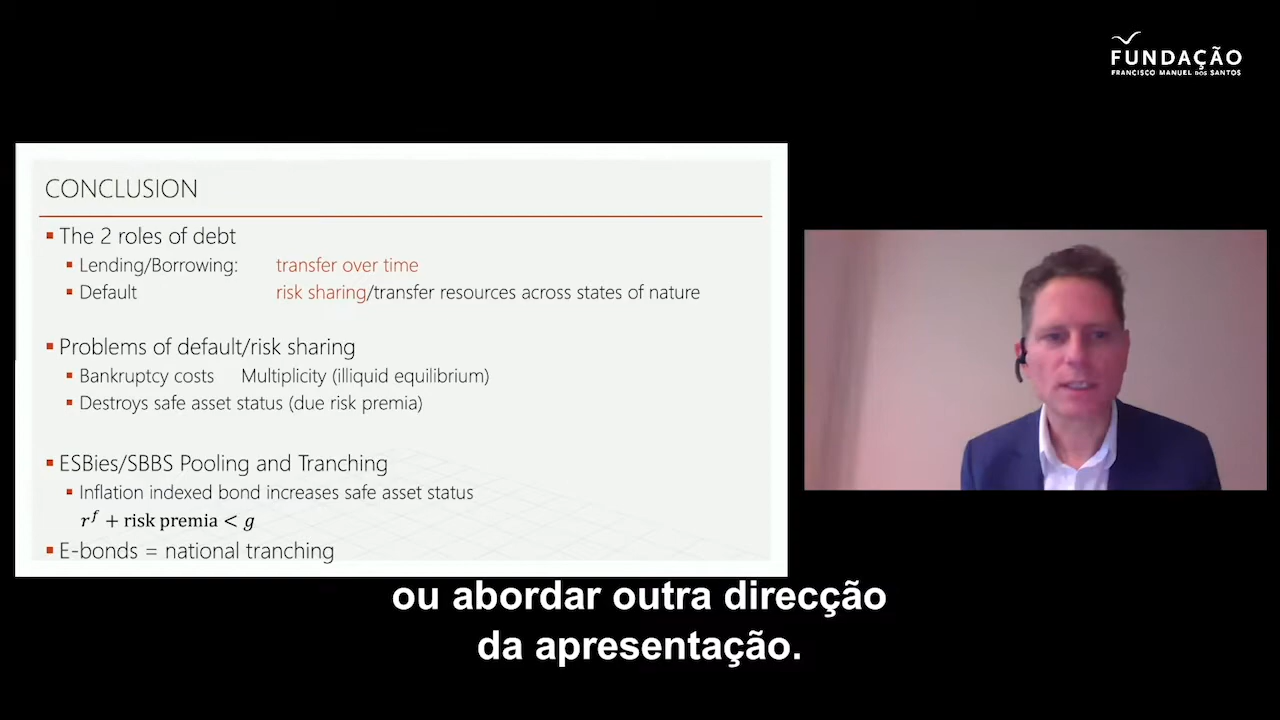 FUNDAÇÃO
FRANCISCO MANUEL DOS SANTOS
CONCLUSION
▪ The 2 roles of debt
▪ Lending/Borrowing: transfer over time
▪ Default risk sharing/transfer resources across states of nature
▪ Problems of default/risk sharing
▪ Bankruptcy costs Multiplicity (illiquid equilibrium)
▪ Destroys safe asset status (due risk premia)
▪ ESBies/SBBS Pooling and Tranching
▪ Inflation indexed bond increases safe asset status
r^f + risk premia < g
▪ E-bonds = national tranching
ou abordar outra direcção
da apresentação.